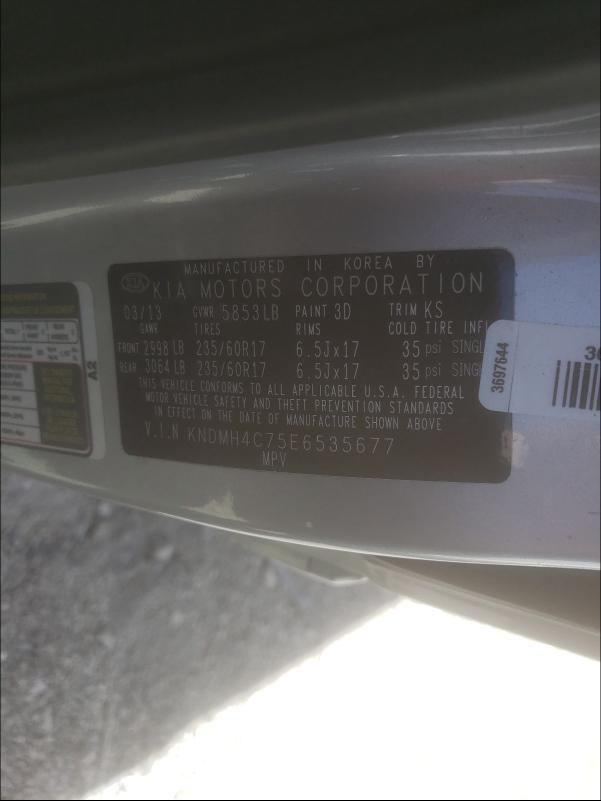 MANUFACTURED IN KOREA BY
KIA KIA MOTORS CORPORATION
03/13 GVWR 5853LB PAINT 3D TRIM KS
GAWR TIRES RIMS COLD TIRE INFL
FRONT 2998 LB 235/60R17 6.5Jx17 35 psi SINGL
REAR 3064 LB 235/60R17 6.5Jx17 35 psi SING
THIS VEHICLE CONFORMS TO ALL APPLICABLE U.S.A. FEDERAL
MOTOR VEHICLE SAFETY AND THEFT PREVENTION STANDARDS
IN EFFECT ON THE DATE OF MANUFACTURE SHOWN ABOVE
V.I.N KNDMH4C75E6535677
MPV
A2
3697644
36